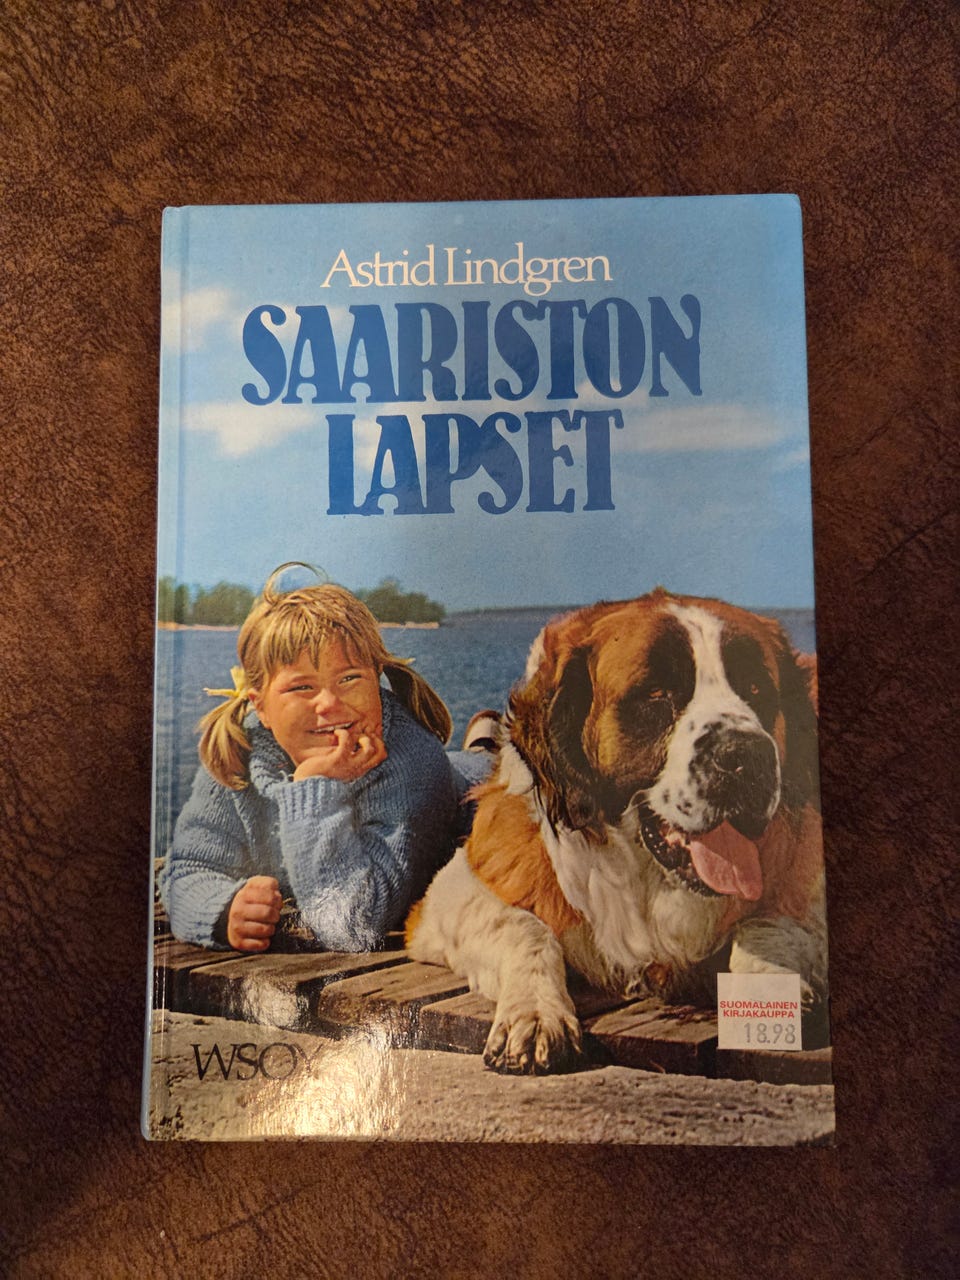 Astrid Lindgren
SAARISTON
LAPSET
SUOMALAINEN
KIRJAKAUPPA
18.98
WSOY